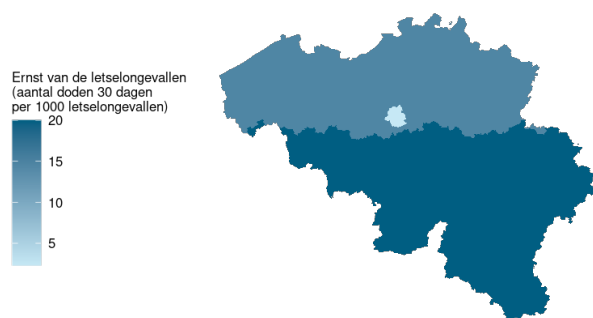 Ernst van de letselongevallen
(aantal doden 30 dagen
per 1000 letselongevallen)
20
15
10
5